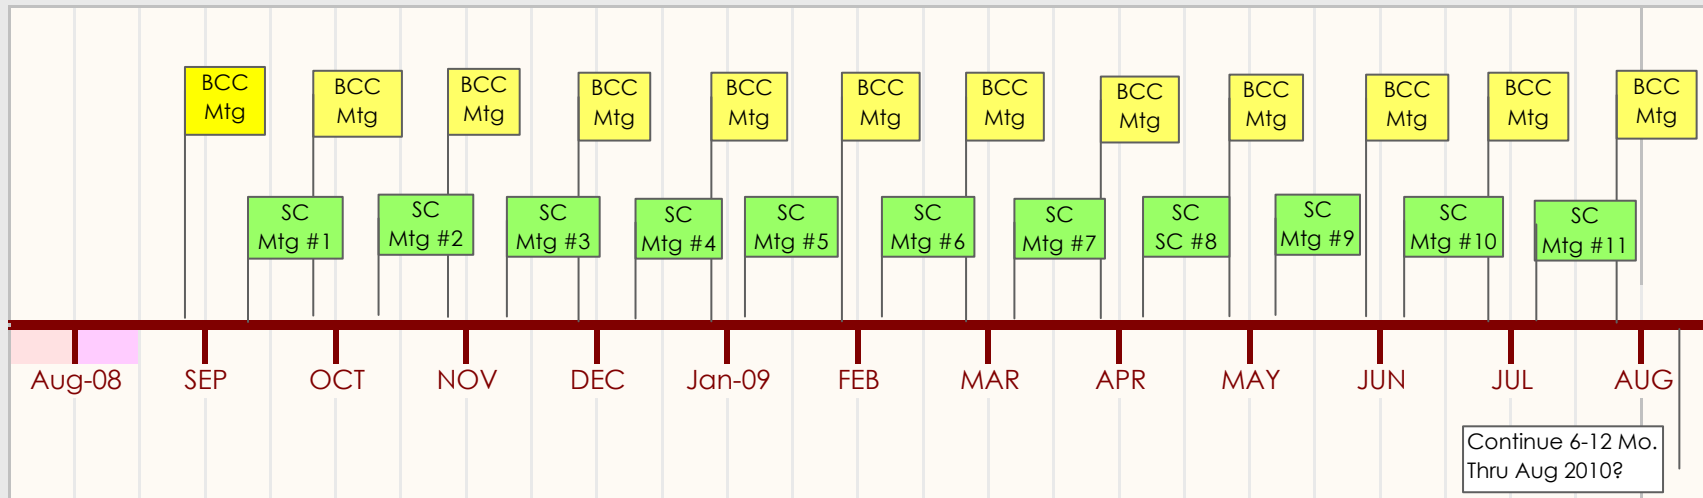 BCC
Mtg
BCC
Mtg
BCC
Mtg
BCC
Mtg
BCC
Mtg
BCC
Mtg
BCC
Mtg
BCC
Mtg
BCC
Mtg
BCC
Mtg
BCC
Mtg
BCC
Mtg
SC
Mtg #1
SC
Mtg #2
SC
Mtg #3
SC
Mtg #4
SC
Mtg #5
SC
Mtg #6
SC
Mtg #7
SC
SC #8
SC
Mtg #9
SC
Mtg #10
SC
Mtg #11
Aug-08 SEP OCT NOV DEC Jan-09 FEB MAR APR MAY JUN JUL AUG
Continue 6-12 Mo.
Thru Aug 2010?